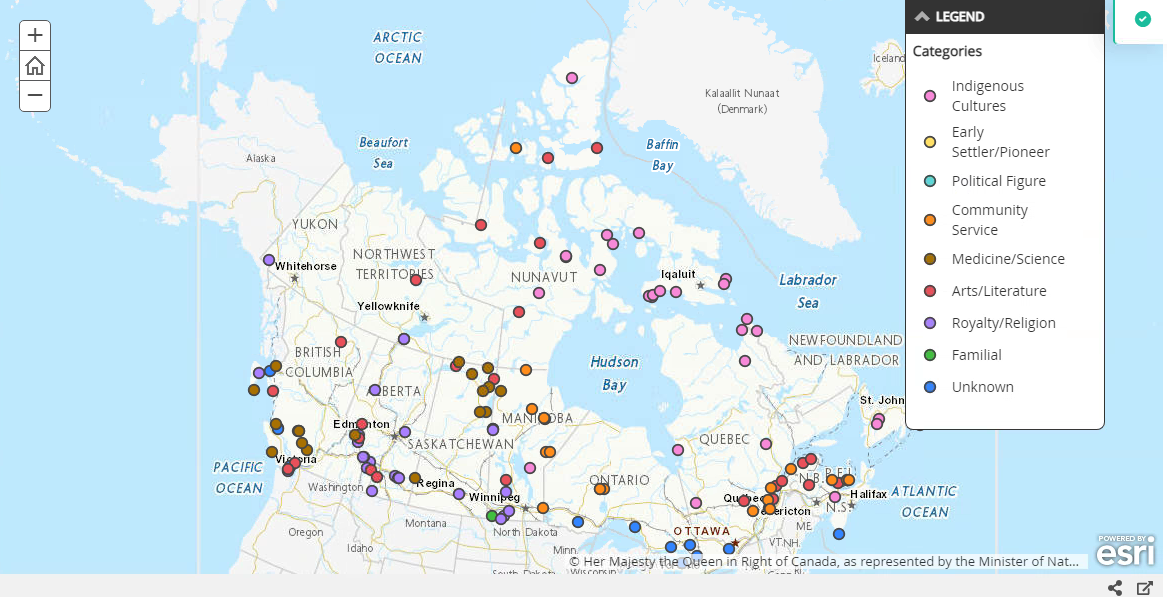 +
−
LEGEND
Categories
Indigenous
Cultures
Early
Settler/Pioneer
Political Figure
Community
Service
Medicine/Science
Arts/Literature
Royalty/Religion
Familial
Unknown
ARCTIC
OCEAN
Iceland
Kalaallit Nunaat
(Denmark)
Beaufort
Sea
Baffin
Bay
Alaska
YUKON
NORTHWEST
TERRITORIES
Whitehorse
NUNAVUT
Iqaluit
Labrador
Sea
Yellowknife
NEWFOUNDLAND
AND LABRADOR
BRITISH
COLUMBIA
Hudson
Bay
ALBERTA
St. John
MANITOBA
Edmonton
SASKATCHEWAN
QUEBEC
Victoria
PACIFIC
OCEAN
Washington
Regina
Winnipeg
ONTARIO
N.B.
P.E.I.
Quebec
Halifax
ATLANTIC
OCEAN
Fredericton
N.S.
Montana
North Dakota
OTTAWA
ME.
Oregon
Idaho
Minn.
VT.
N.H.
South Dakota
Wisconsin
© Her Majesty the Queen in Right of Canada, as represented by the Minister of Nat...
POWERED BY
esri